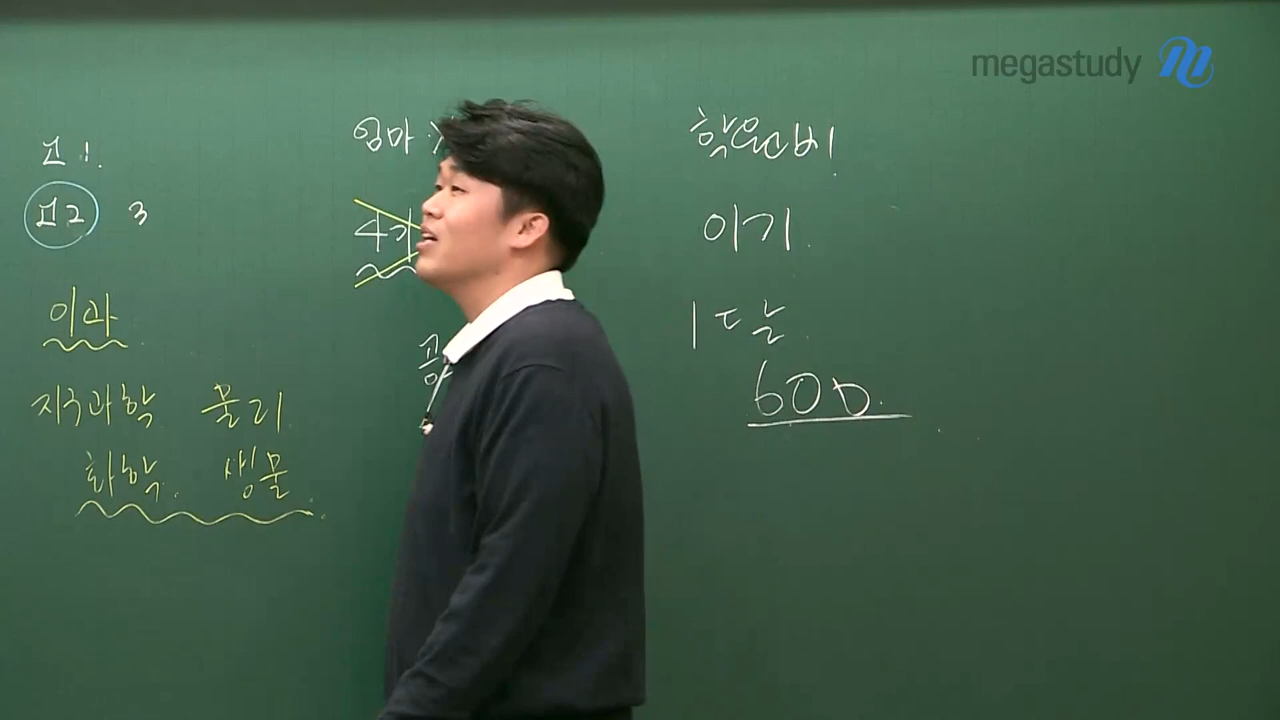 megastudy
고1.
고2 3
이과
지구과학 물리
화학. 생물.
엄마
학원비
이기.
1달
600.